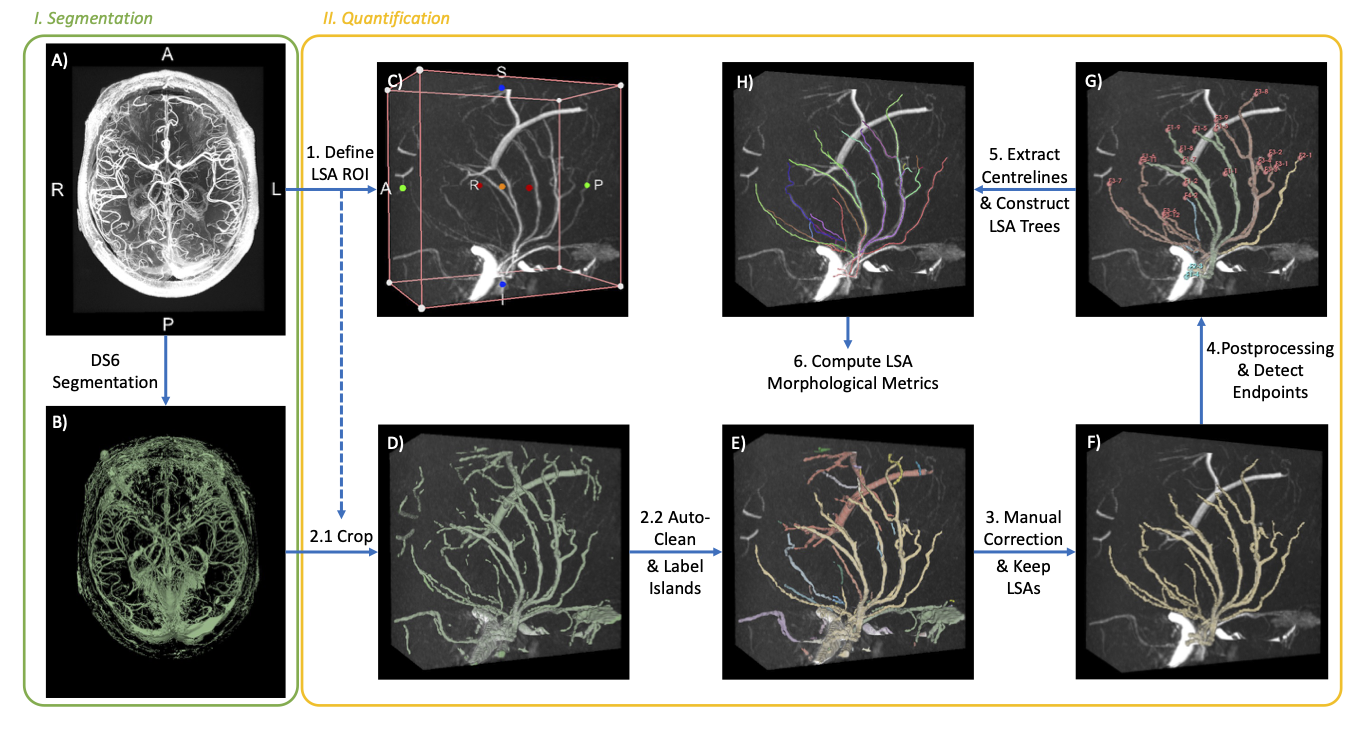 I. Segmentation
II. Quantification
A)
A
R
L
P
DS6
Segmentation
B)
1. Define
LSA ROI
2.1 Crop
C)
S
A
R
P
I
D)
2.2 Auto-
Clean
& Label
Islands
H)
6. Compute LSA
Morphological Metrics
E)
5. Extract
Centrelines
& Construct
LSA Trees
3. Manual
Correction
& Keep
LSAs
G)
4.Postprocessing
& Detect
Endpoints
F)